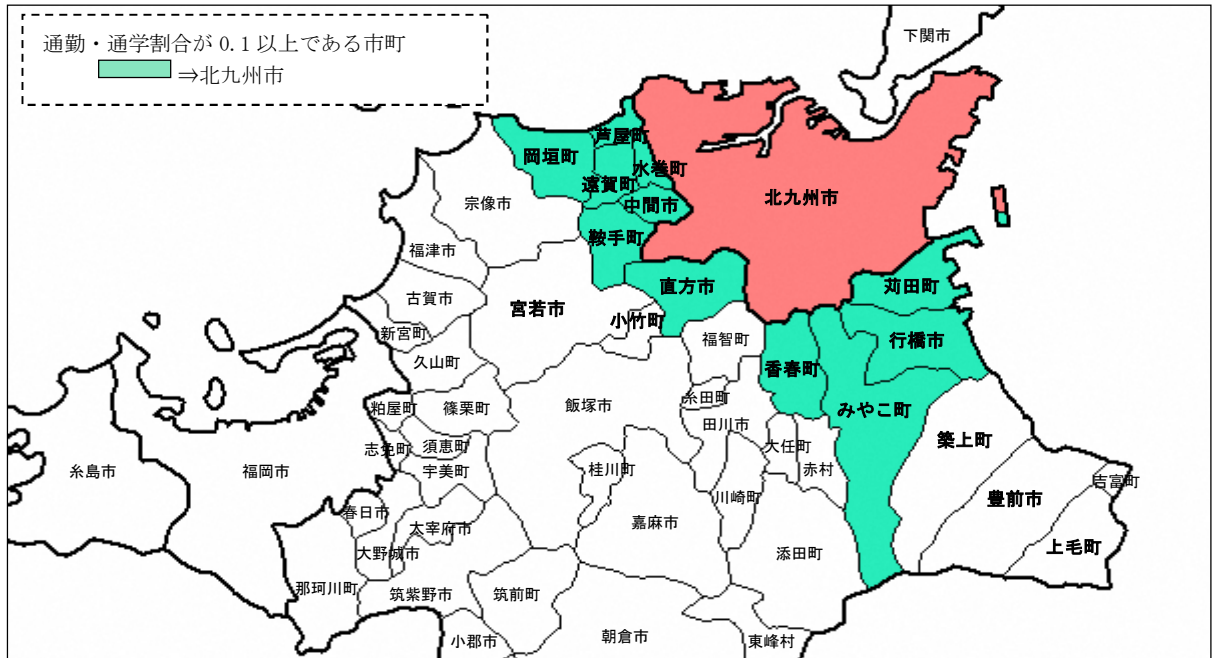 通勤・通学割合が 0.1 以上である市町
⇒北九州市
下関市
芦屋町
岡垣町
水巻町
遠賀町
北九州市
宗像市
中間市
鞍手町
福津市
直方市
苅田町
古賀市
宮若市
小竹町
新宮町
福智町
行橋市
久山町
香春町
糸田町
粕屋町
篠栗町
飯塚市
みやこ町
田川市
志免町
須恵町
大任町
築上町
糸島市
福岡市
宇美町
桂川町
赤村
吉富町
川崎町
豊前市
春日市
太宰府市
嘉麻市
大野城市
添田町
上毛町
那珂川町
筑紫野市
筑前町
小郡市
朝倉市
東峰村